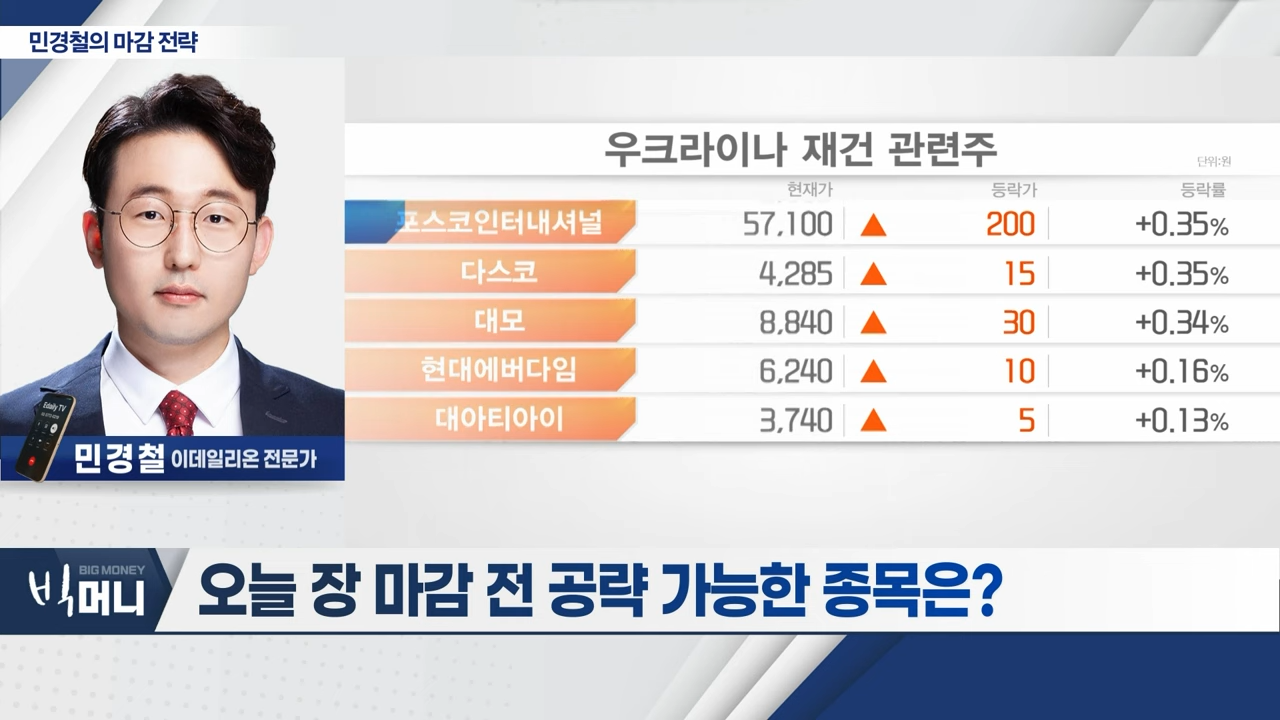 민경철의 마감 전략
우크라이나 재건 관련주
단위:원
현재가 등락가 등락률
포스코인터내셔널 57,100 ▲ 200 +0.35%
다스코 4,285 ▲ 15 +0.35%
대모 8,840 ▲ 30 +0.34%
현대에버다임 6,240 ▲ 10 +0.16%
대아티아이 3,740 ▲ 5 +0.13%
Edaily TV
민경철 이데일리온 전문가
BIG MONEY
빅머니
오늘 장 마감 전 공략 가능한 종목은?